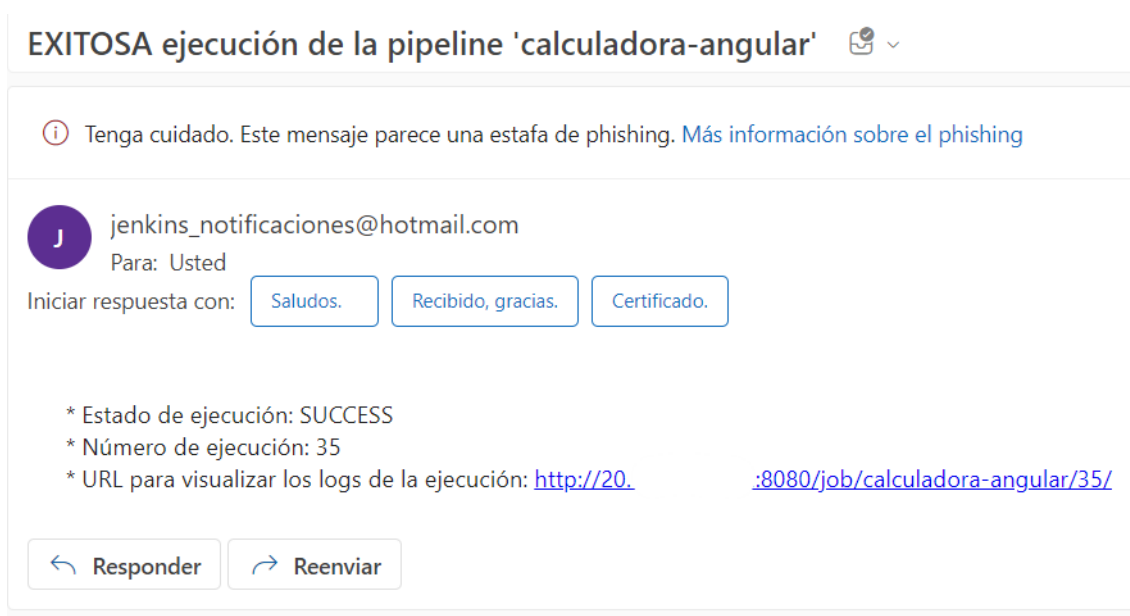 EXITOSA ejecución de la pipeline 'calculadora-angular'
Tenga cuidado. Este mensaje parece una estafa de phishing. Más información sobre el phishing
J
jenkins_notificaciones@hotmail.com
Para: Usted
Iniciar respuesta con: Saludos. Recibido, gracias. Certificado.
* Estado de ejecución: SUCCESS
* Número de ejecución: 35
* URL para visualizar los logs de la ejecución: http://20. :8080/job/calculadora-angular/35/
Responder Reenviar